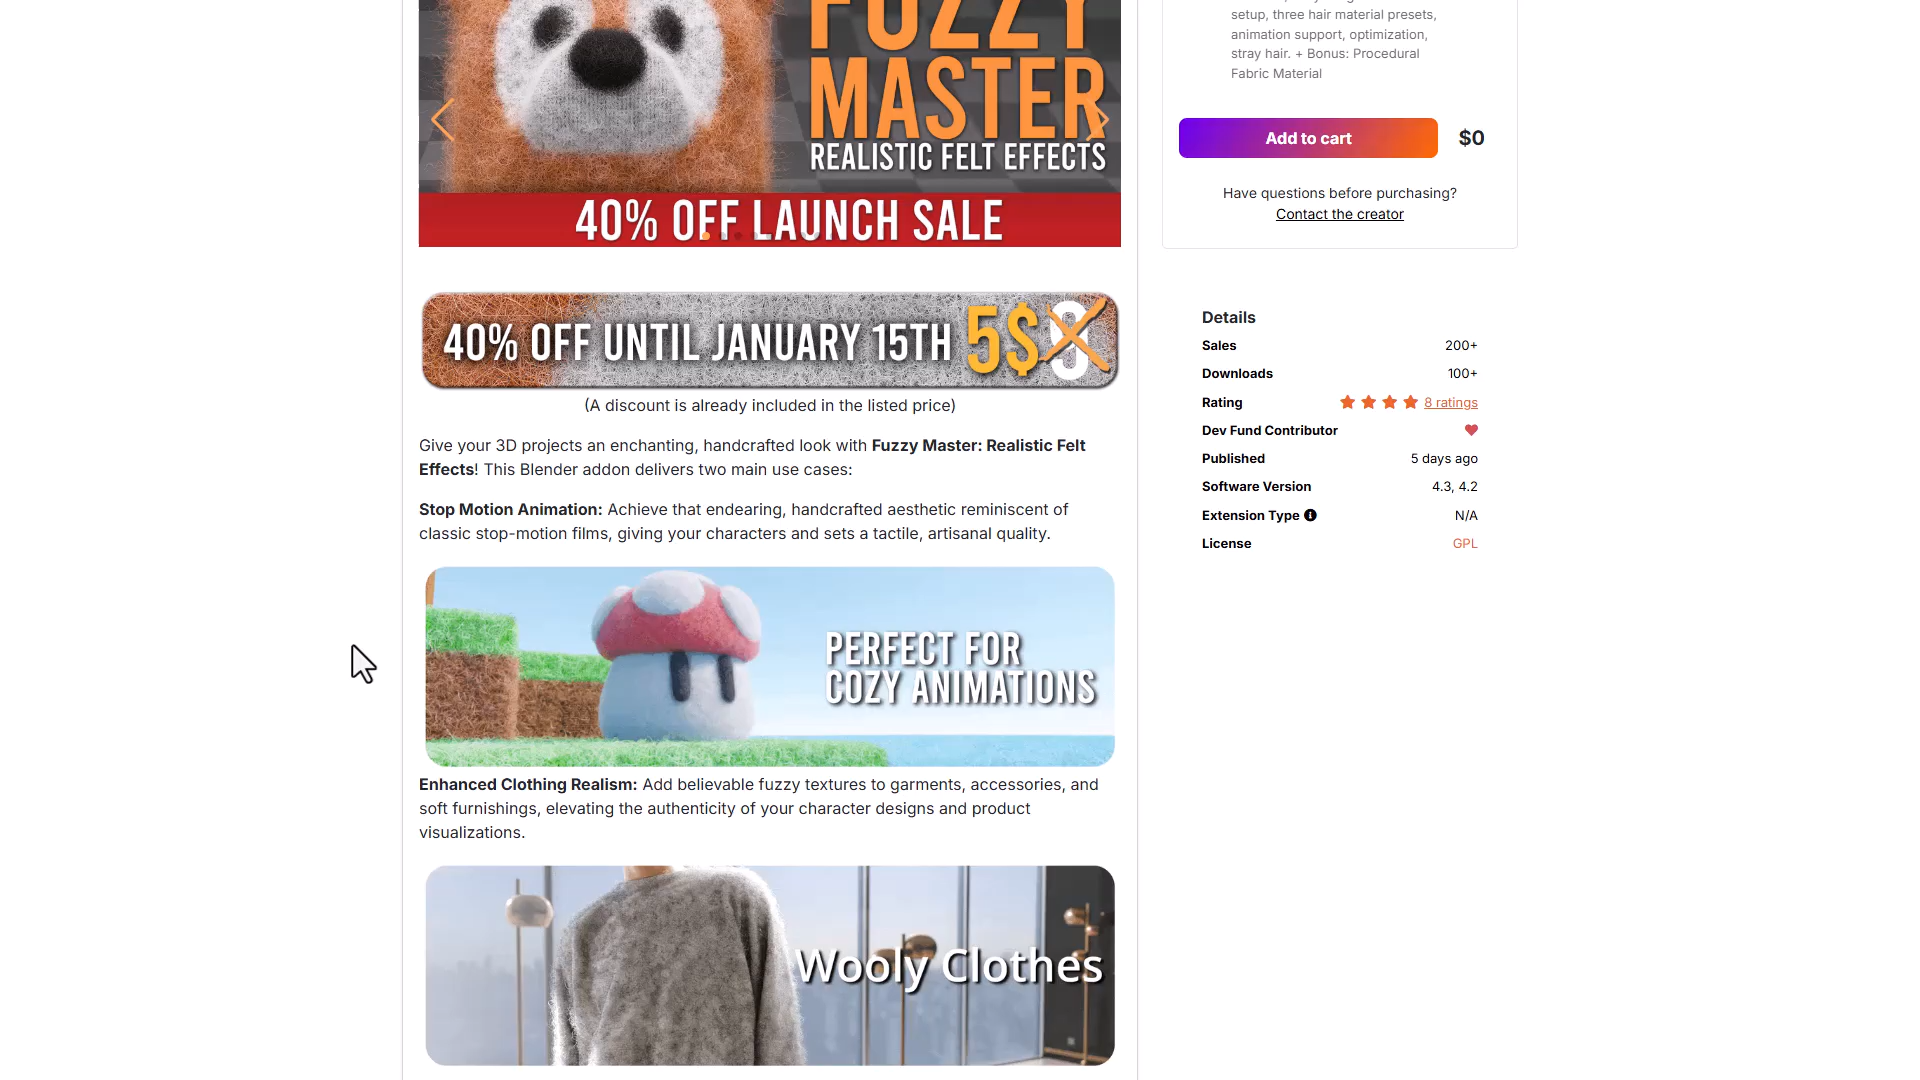 FUZZY
MASTER
REALISTIC FELT EFFECTS
40% OFF LAUNCH SALE
40% OFF UNTIL JANUARY 15TH 5$
(A discount is already included in the listed price)
Give your 3D projects an enchanting, handcrafted look with Fuzzy Master: Realistic Felt
Effects! This Blender addon delivers two main use cases:
Stop Motion Animation: Achieve that endearing, handcrafted aesthetic reminiscent of
classic stop-motion films, giving your characters and sets a tactile, artisanal quality.
PERFECT FOR
COZY ANIMATIONS
Enhanced Clothing Realism: Add believable fuzzy textures to garments, accessories, and
soft furnishings, elevating the authenticity of your character designs and product
visualizations.
Wooly Clothes
setup, three hair material presets,
animation support, optimization,
stray hair. + Bonus: Procedural
Fabric Material
Add to cart $0
Have questions before purchasing?
Contact the creator
Details
Sales 200+
Downloads 100+
Rating 8 ratings
Dev Fund Contributor
Published 5 days ago
Software Version 4.3, 4.2
Extension Type N/A
License GPL